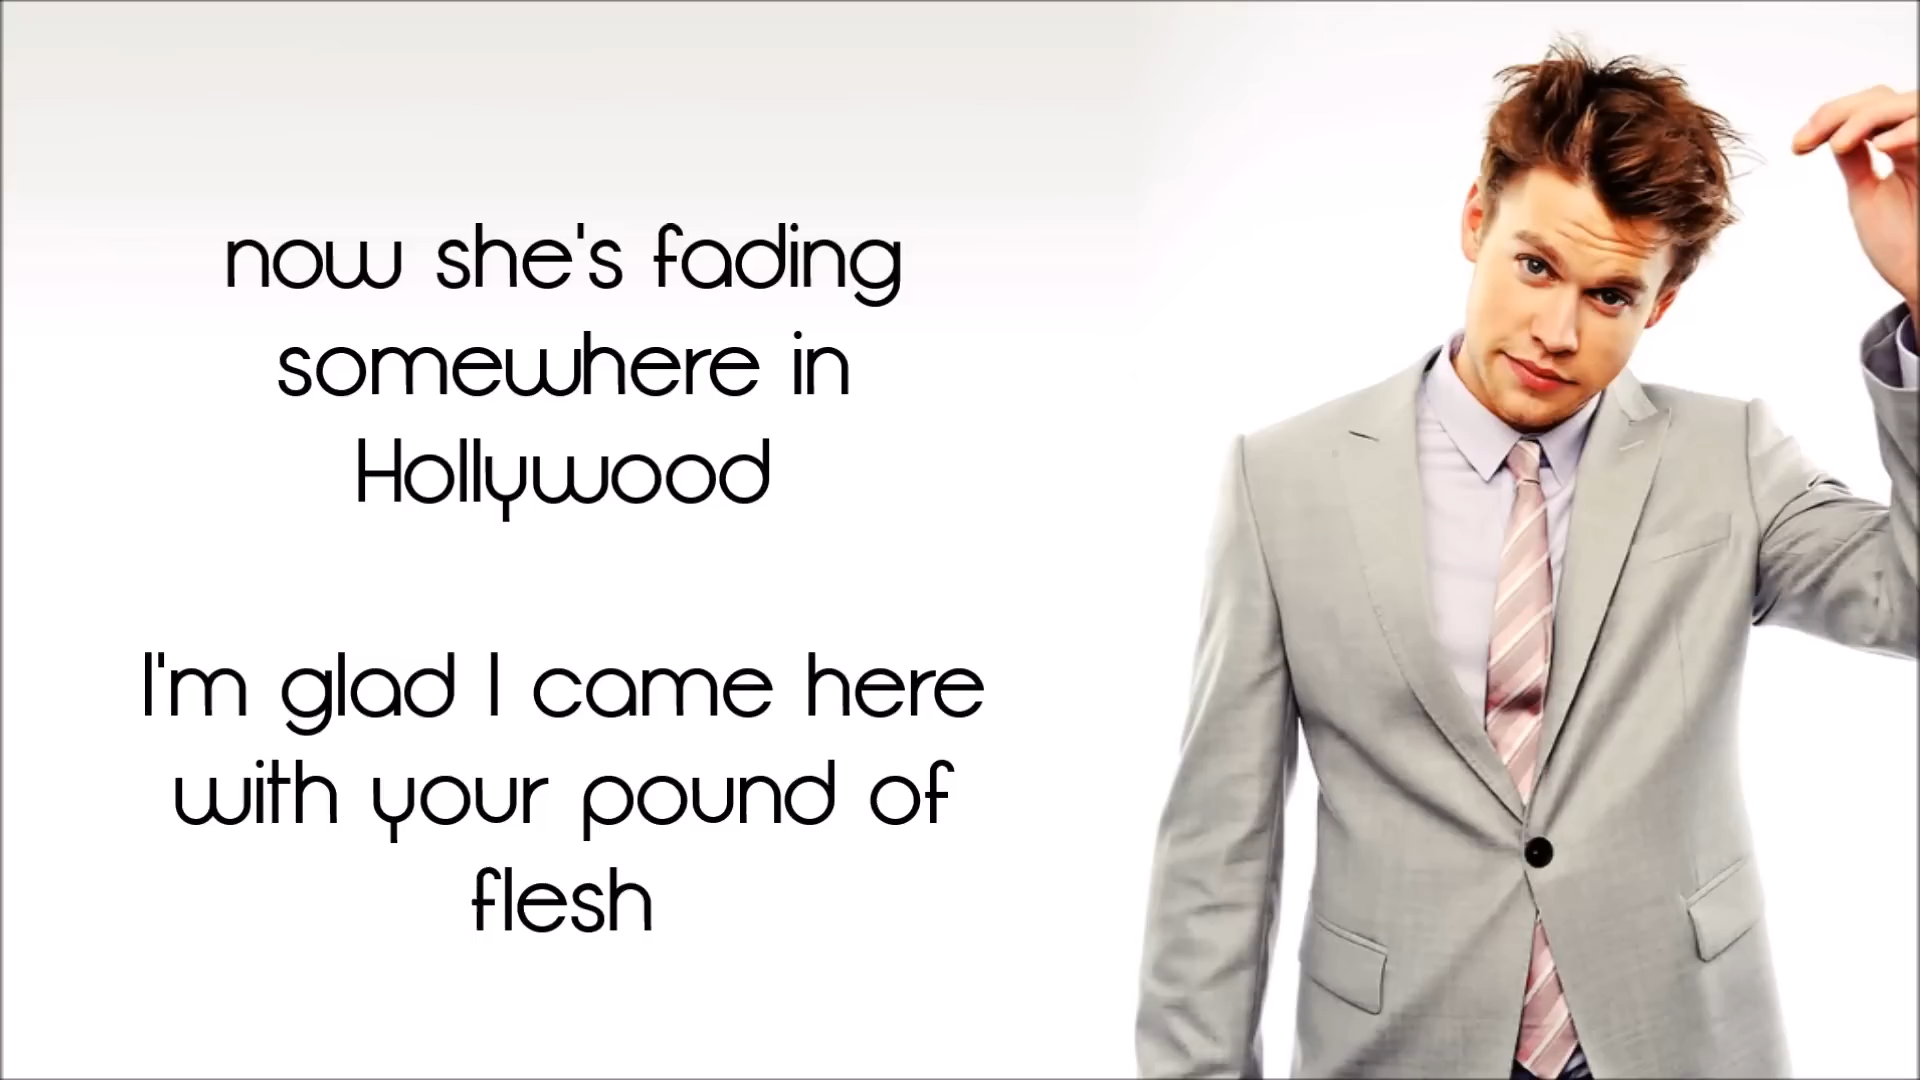 now she's fading
somewhere in
Hollywood
I'm glad I came here
with your pound of
flesh